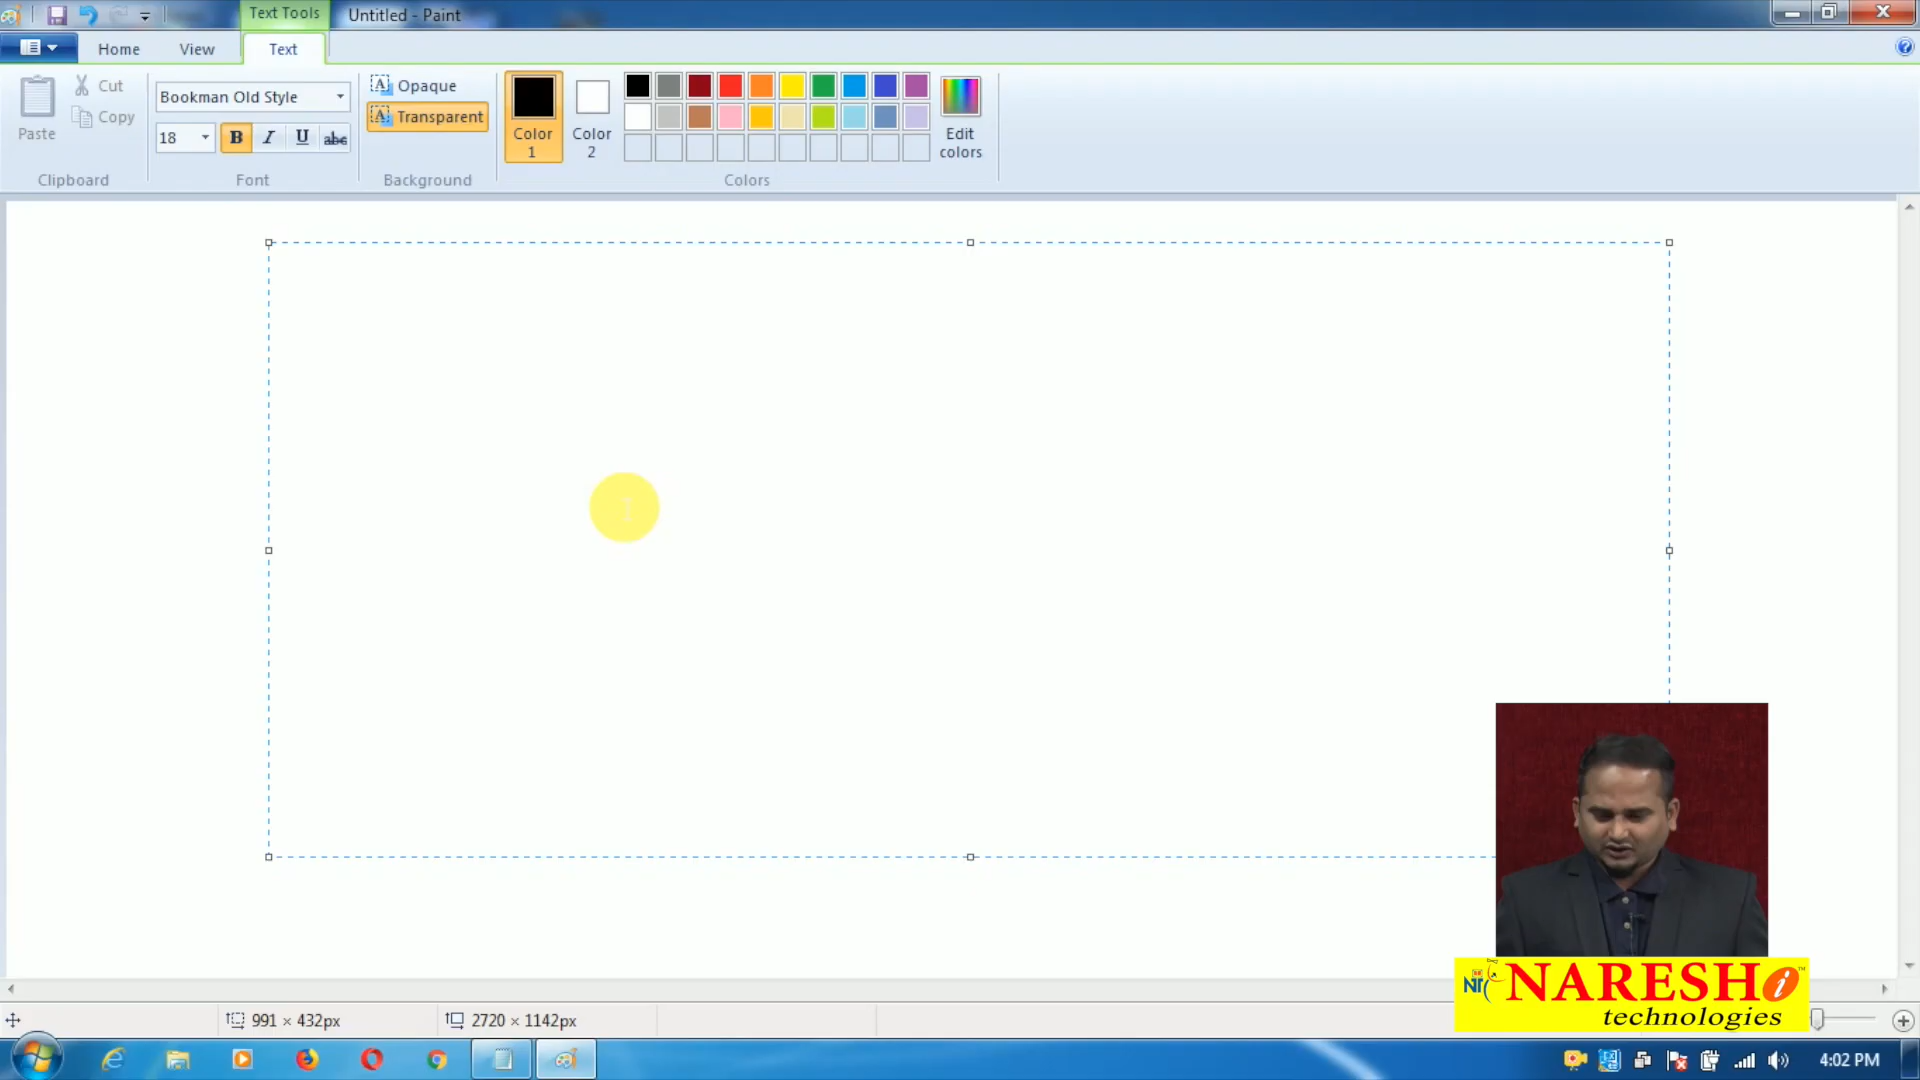 Text Tools
Untitled - Paint
Home
View
Text
Paste
Cut
Copy
Clipboard
Bookman Old Style
18
B I U abc
Font
Opaque
Transparent
Background
Color 1
Color 2
Edit colors
Colors
NARESH i
technologies
991 × 432px
2720 × 1142px
4:02 PM